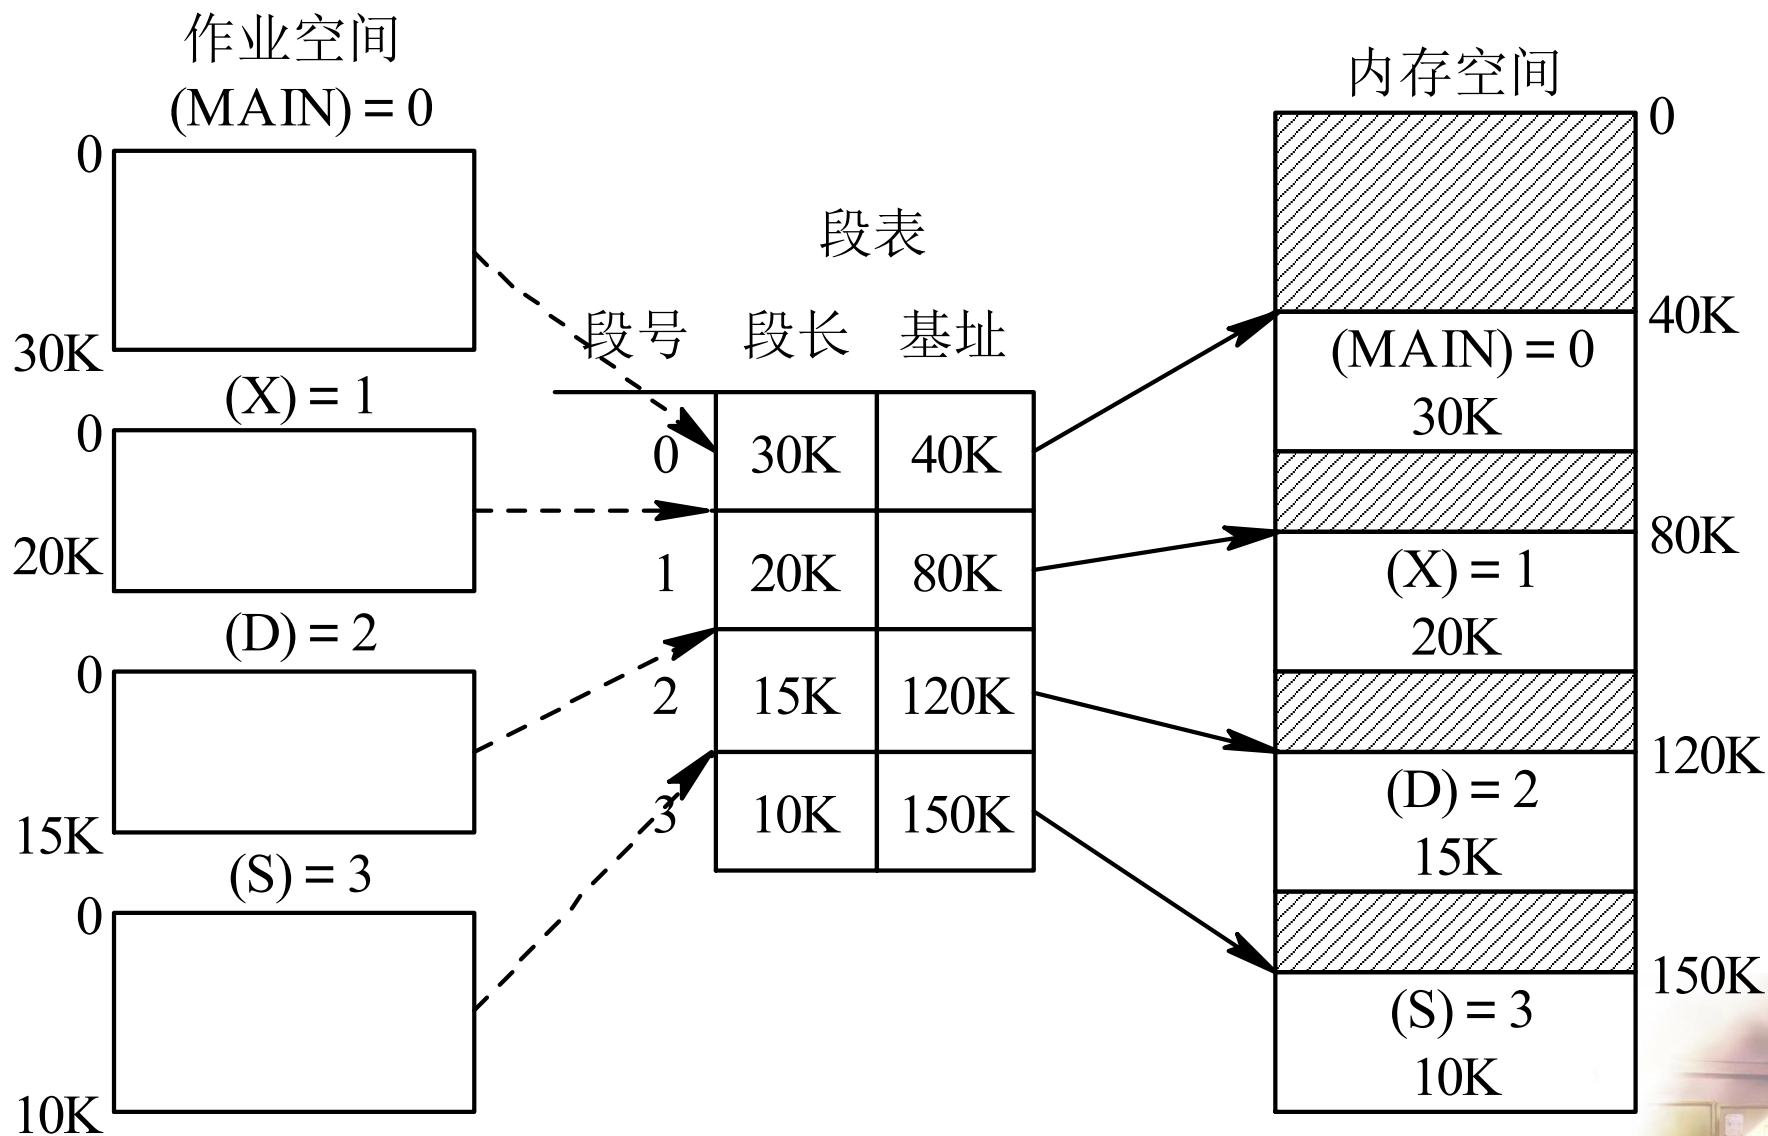 作业空间
(MAIN) = 0
0
30K
(X) = 1
0
20K
(D) = 2
0
15K
(S) = 3
0
10K
段表
段号 段长 基址
0 30K 40K
1 20K 80K
2 15K 120K
3 10K 150K
内存空间
0
40K
(MAIN) = 0
30K
80K
(X) = 1
20K
120K
(D) = 2
15K
150K
(S) = 3
10K